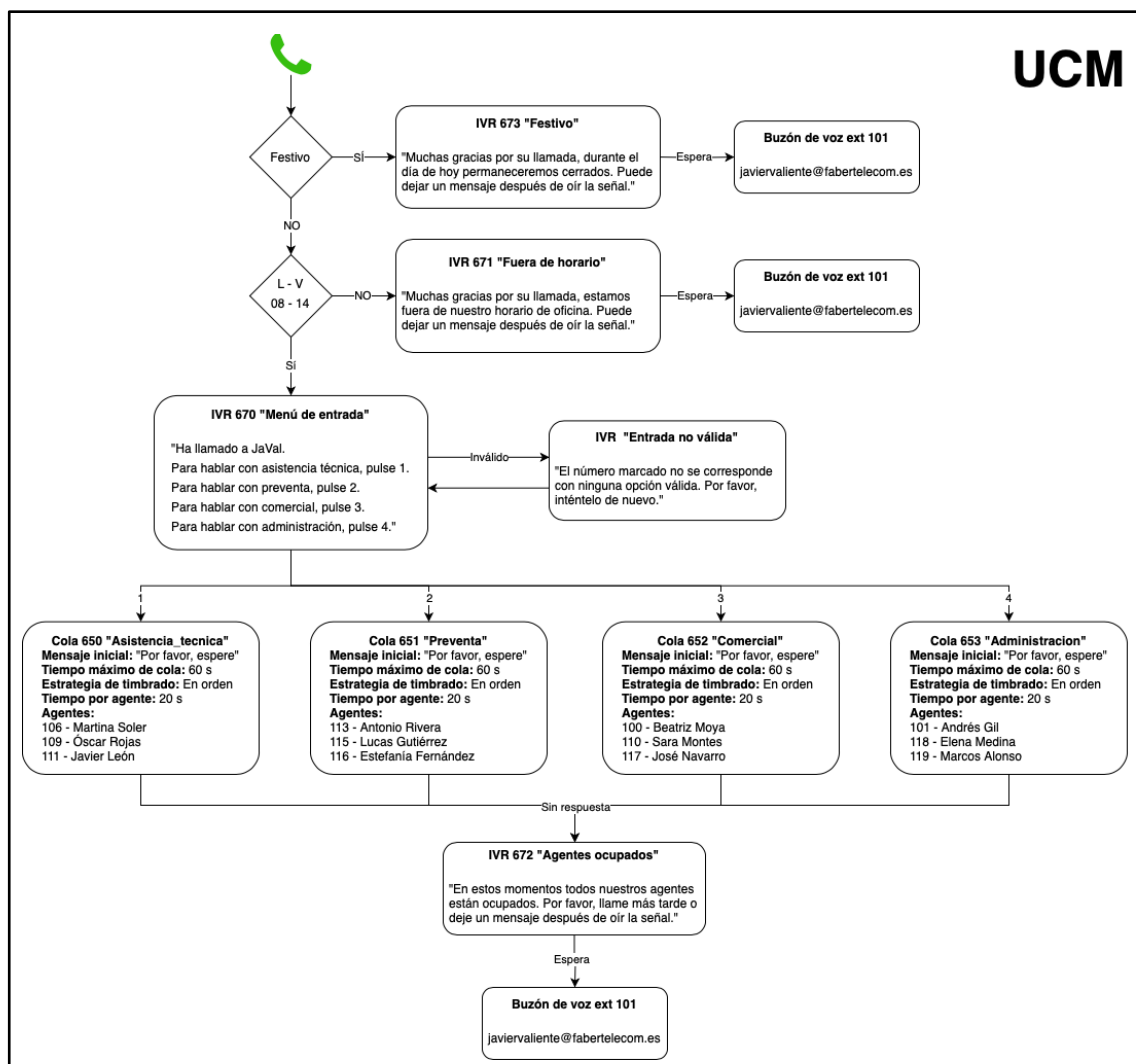 UCM
Festivo
SÍ
IVR 673 "Festivo"
"Muchas gracias por su llamada, durante el
día de hoy permaneceremos cerrados. Puede
dejar un mensaje después de oír la señal."
Espera
Buzón de voz ext 101
javiervaliente@fabertelecom.es
NO
L - V
08 - 14
NO
IVR 671 "Fuera de horario"
"Muchas gracias por su llamada, estamos
fuera de nuestro horario de oficina. Puede
dejar un mensaje después de oír la señal."
Espera
Buzón de voz ext 101
javiervaliente@fabertelecom.es
Sí
IVR 670 "Menú de entrada"
"Ha llamado a JaVal.
Para hablar con asistencia técnica, pulse 1.
Para hablar con preventa, pulse 2.
Para hablar con comercial, pulse 3.
Para hablar con administración, pulse 4."
Inválido
IVR "Entrada no válida"
"El número marcado no se corresponde
con ninguna opción válida. Por favor,
inténtelo de nuevo."
1
2
3
4
Cola 650 "Asistencia_tecnica"
Mensaje inicial: "Por favor, espere"
Tiempo máximo de cola: 60 s
Estrategia de timbrado: En orden
Tiempo por agente: 20 s
Agentes:
106 - Martina Soler
109 - Óscar Rojas
111 - Javier León
Cola 651 "Preventa"
Mensaje inicial: "Por favor, espere"
Tiempo máximo de cola: 60 s
Estrategia de timbrado: En orden
Tiempo por agente: 20 s
Agentes:
113 - Antonio Rivera
115 - Lucas Gutiérrez
116 - Estefanía Fernández
Cola 652 "Comercial"
Mensaje inicial: "Por favor, espere"
Tiempo máximo de cola: 60 s
Estrategia de timbrado: En orden
Tiempo por agente: 20 s
Agentes:
100 - Beatriz Moya
110 - Sara Montes
117 - José Navarro
Cola 653 "Administracion"
Mensaje inicial: "Por favor, espere"
Tiempo máximo de cola: 60 s
Estrategia de timbrado: En orden
Tiempo por agente: 20 s
Agentes:
101 - Andrés Gil
118 - Elena Medina
119 - Marcos Alonso
Sin respuesta
IVR 672 "Agentes ocupados"
"En estos momentos todos nuestros agentes
están ocupados. Por favor, llame más tarde o
deje un mensaje después de oír la señal."
Espera
Buzón de voz ext 101
javiervaliente@fabertelecom.es